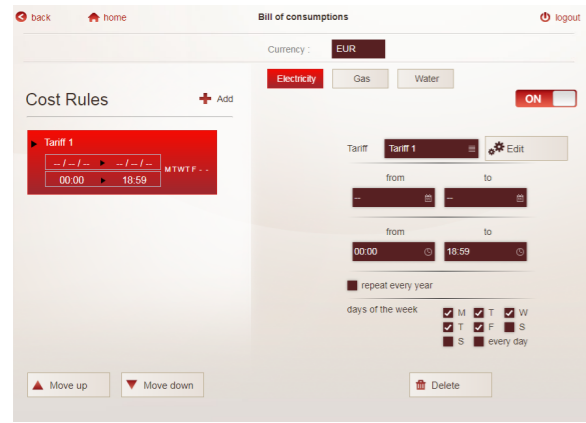 back home Bill of consumptions logout
Currency : EUR
Electricity Gas Water
Cost Rules Add
ON
Tariff 1
-- / -- / -- -- / -- / --
00:00 18:59
M T W T F - -
Tariff Tariff 1 Edit
from to
-- --
from to
00:00 18:59
repeat every year
days of the week M T W
T F S
S every day
Move up Move down Delete